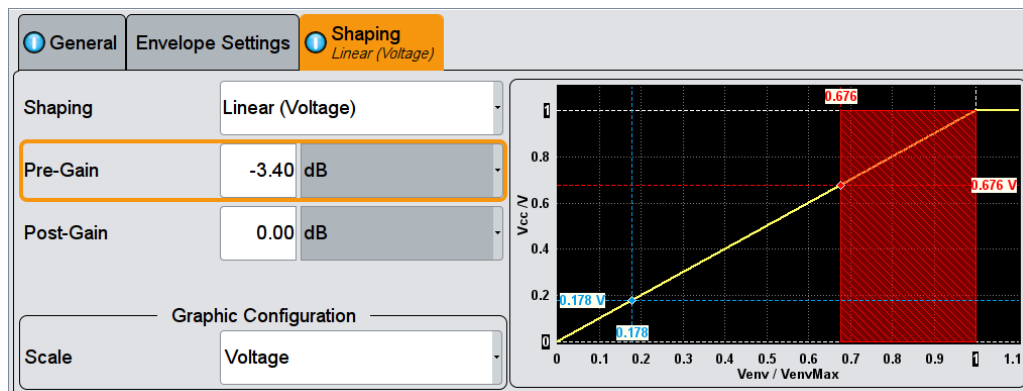 General
Envelope Settings
Shaping
Linear (Voltage)
Shaping
Linear (Voltage)
Pre-Gain
-3.40 dB
Post-Gain
0.00 dB
Graphic Configuration
Scale
Voltage
Vcc /V
1
0.8
0.6
0.4
0.2
0
0.676
0.676 V
0.178 V
0.178
0 0.1 0.2 0.3 0.4 0.5 0.6 0.7 0.8 0.9 1 1.1
Venv / VenvMax